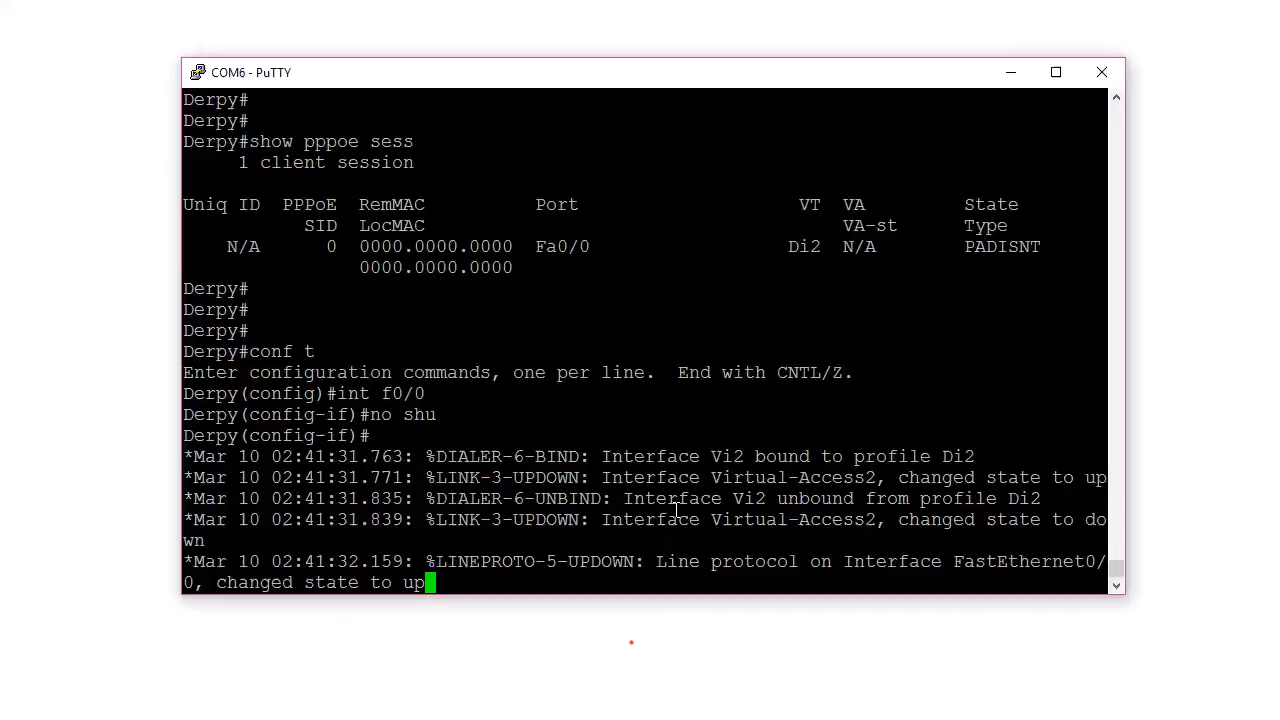 COM6 - PuTTY
Derpy#
Derpy#
Derpy#show pppoe sess
     1 client session

Uniq ID  PPPoE  RemMAC          Port                    VT  VA         State
           SID  LocMAC                                      VA-st      Type
    N/A      0  0000.0000.0000  Fa0/0                  Di2  N/A        PADISNT
                0000.0000.0000
Derpy#
Derpy#
Derpy#
Derpy#conf t
Enter configuration commands, one per line.  End with CNTL/Z.
Derpy(config)#int f0/0
Derpy(config-if)#no shu
Derpy(config-if)#
*Mar 10 02:41:31.763: %DIALER-6-BIND: Interface Vi2 bound to profile Di2
*Mar 10 02:41:31.771: %LINK-3-UPDOWN: Interface Virtual-Access2, changed state to up
*Mar 10 02:41:31.835: %DIALER-6-UNBIND: Interface Vi2 unbound from profile Di2
*Mar 10 02:41:31.839: %LINK-3-UPDOWN: Interface Virtual-Access2, changed state to do
wn
*Mar 10 02:41:32.159: %LINEPROTO-5-UPDOWN: Line protocol on Interface FastEthernet0/
0, changed state to up